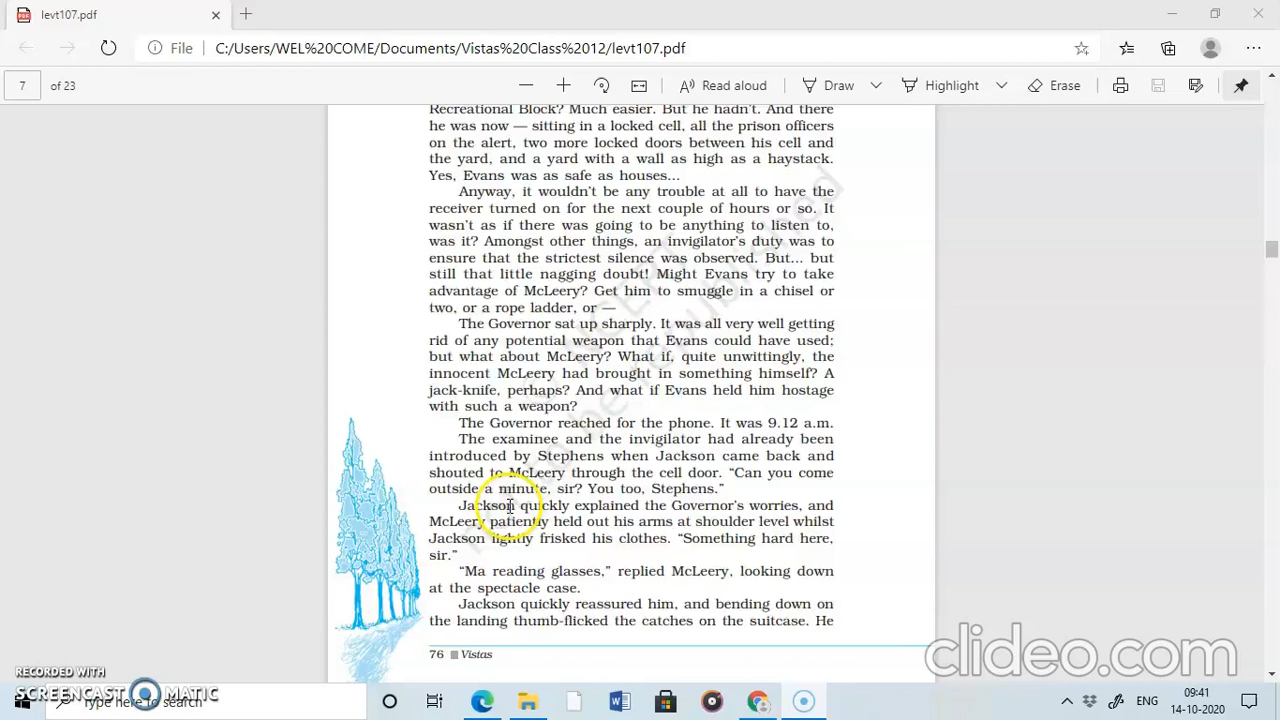 levt107.pdf
File
C:/Users/WEL%20COME/Documents/Vistas%20Class%2012/levt107.pdf
7 of 23
Read aloud
Draw
Highlight
Erase
Recreational Block? Much easier. But he hadn't. And there
he was now — sitting in a locked cell, all the prison officers
on the alert, two more locked doors between his cell and
the yard, and a yard with a wall as high as a haystack.
Yes, Evans was as safe as houses...
Anyway, it wouldn't be any trouble at all to have the
receiver turned on for the next couple of hours or so. It
wasn't as if there was going to be anything to listen to,
was it? Amongst other things, an invigilator's duty was to
ensure that the strictest silence was observed. But... but
still that little nagging doubt! Might Evans try to take
advantage of McLeery? Get him to smuggle in a chisel or
two, or a rope ladder, or —
The Governor sat up sharply. It was all very well getting
rid of any potential weapon that Evans could have used;
but what about McLeery? What if, quite unwittingly, the
innocent McLeery had brought in something himself? A
jack-knife, perhaps? And what if Evans held him hostage
with such a weapon?
The Governor reached for the phone. It was 9.12 a.m.
The examinee and the invigilator had already been
introduced by Stephens when Jackson came back and
shouted to McLeery through the cell door. “Can you come
outside a minute, sir? You too, Stephens.”
Jackson quickly explained the Governor's worries, and
McLeery patiently held out his arms at shoulder level whilst
Jackson lightly frisked his clothes. “Something hard here,
sir.”
“Ma reading glasses,” replied McLeery, looking down
at the spectacle case.
Jackson quickly reassured him, and bending down on
the landing thumb-flicked the catches on the suitcase. He
76 Vistas
clideo.com
RECORDED WITH
SCREENCAST MATIC
Type here to search
ENG
09:41
14-10-2020